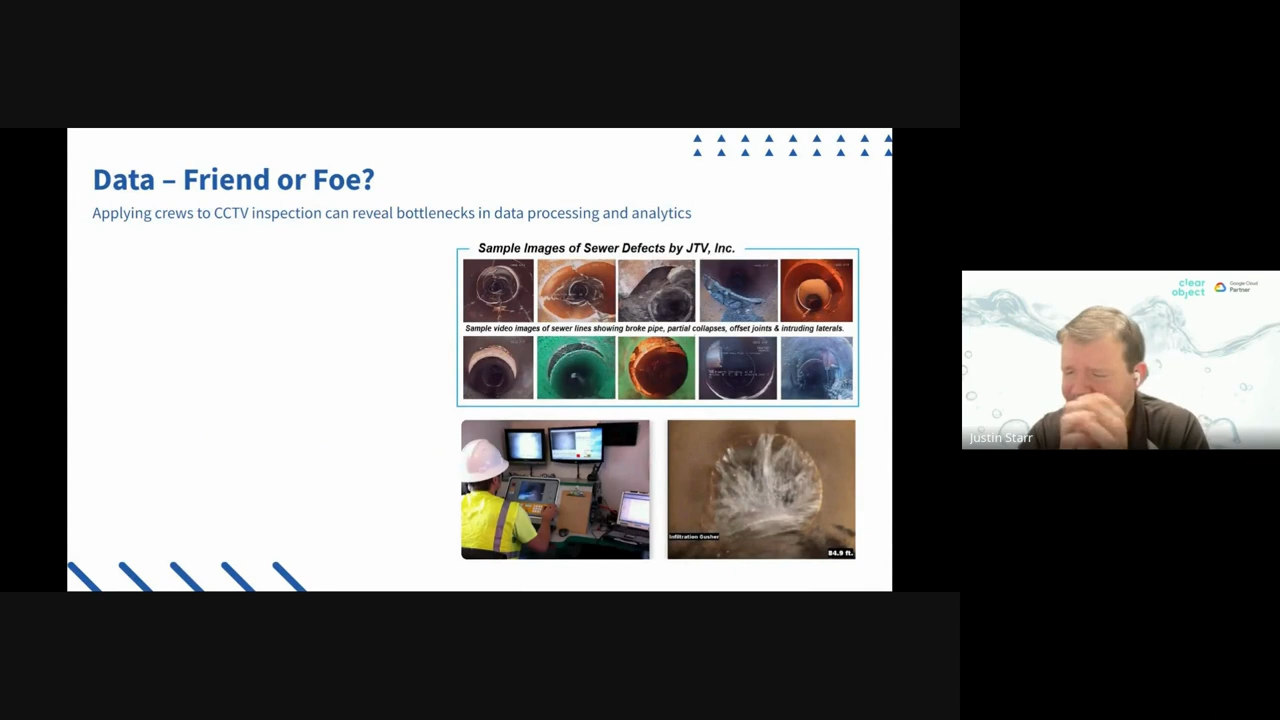 Data – Friend or Foe?
Applying crews to CCTV inspection can reveal bottlenecks in data processing and analytics
Sample Images of Sewer Defects by JTV, Inc.
Sample video images of sewer lines showing broke pipe, partial collapses, offset joints & intruding laterals.
Infiltration Gusher
84.9 ft.
clear
object
Google Cloud
Partner
Justin Starr